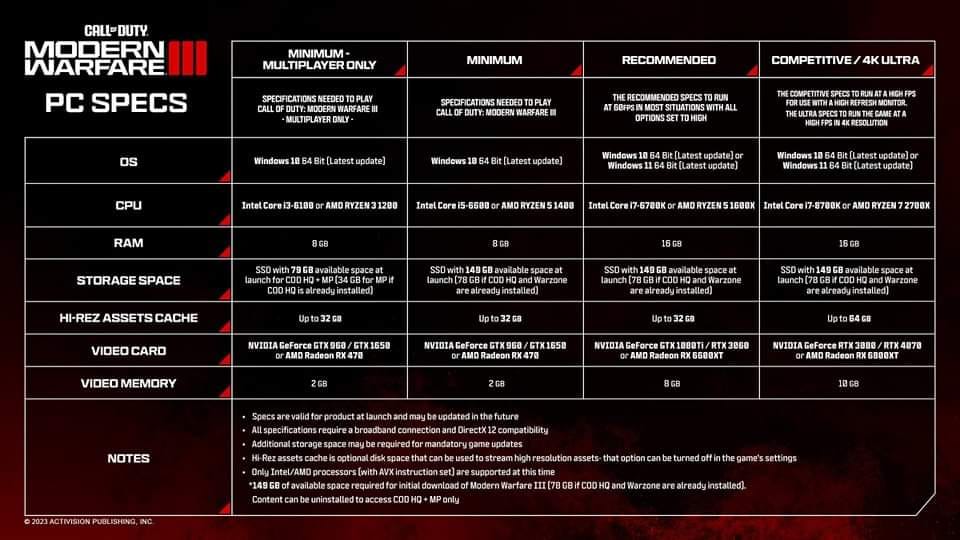 CALL OF DUTY.
MODERN
WARFARE III
PC SPECS
MINIMUM -
MULTIPLAYER ONLY
MINIMUM
RECOMMENDED
COMPETITIVE / 4K ULTRA
SPECIFICATIONS NEEDED TO PLAY
CALL OF DUTY: MODERN WARFARE III
- MULTIPLAYER ONLY -
SPECIFICATIONS NEEDED TO PLAY
CALL OF DUTY: MODERN WARFARE III
THE RECOMMENDED SPECS TO RUN
AT 60FPS IN MOST SITUATIONS WITH ALL
OPTIONS SET TO HIGH
THE COMPETITIVE SPECS TO RUN AT A HIGH FPS
FOR USE WITH A HIGH REFRESH MONITOR.
THE ULTRA SPECS TO RUN THE GAME AT A
HIGH FPS IN 4K RESOLUTION
OS
Windows 10 64 Bit (Latest update)
Windows 10 64 Bit (Latest update)
Windows 10 64 Bit (Latest update) or
Windows 11 64 Bit (Latest update)
Windows 10 64 Bit (Latest update) or
Windows 11 64 Bit (Latest update)
CPU
Intel Core i3-6100 or AMD RYZEN 3 1200
Intel Core i5-6600 or AMD RYZEN 5 1400
Intel Core i7-6700K or AMD RYZEN 5 1600X
Intel Core i7-8700K or AMD RYZEN 7 2700X
RAM
8 GB
8 GB
16 GB
16 GB
STORAGE SPACE
SSD with 79 GB available space at
launch for COD HQ + MP (34 GB for MP if
COD HQ is already installed)
SSD with 149 GB available space at
launch (78 GB if COD HQ and Warzone
are already installed)
SSD with 149 GB available space at
launch (78 GB if COD HQ and Warzone
are already installed)
SSD with 149 GB available space at
launch (78 GB if COD HQ and Warzone
are already installed)
HI-REZ ASSETS CACHE
Up to 32 GB
Up to 32 GB
Up to 32 GB
Up to 64 GB
VIDEO CARD
NVIDIA GeForce GTX 960 / GTX 1650
or AMD Radeon RX 470
NVIDIA GeForce GTX 960 / GTX 1650
or AMD Radeon RX 470
NVIDIA GeForce GTX 1080Ti / RTX 3060
or AMD Radeon RX 6600XT
NVIDIA GeForce RTX 3080 / RTX 4070
or AMD Radeon RX 6800XT
VIDEO MEMORY
2 GB
2 GB
8 GB
10 GB
NOTES
• Specs are valid for product at launch and may be updated in the future
• All specifications require a broadband connection and DirectX 12 compatibility
• Additional storage space may be required for mandatory game updates
• Hi-Rez assets cache is optional disk space that can be used to stream high resolution assets- that option can be turned off in the game's settings
• Only Intel/AMD processors (with AVX instruction set) are supported at this time
*149 GB of available space required for initial download of Modern Warfare III (78 GB if COD HQ and Warzone are already installed).
Content can be uninstalled to access COD HQ + MP only
© 2023 ACTIVISION PUBLISHING, INC.